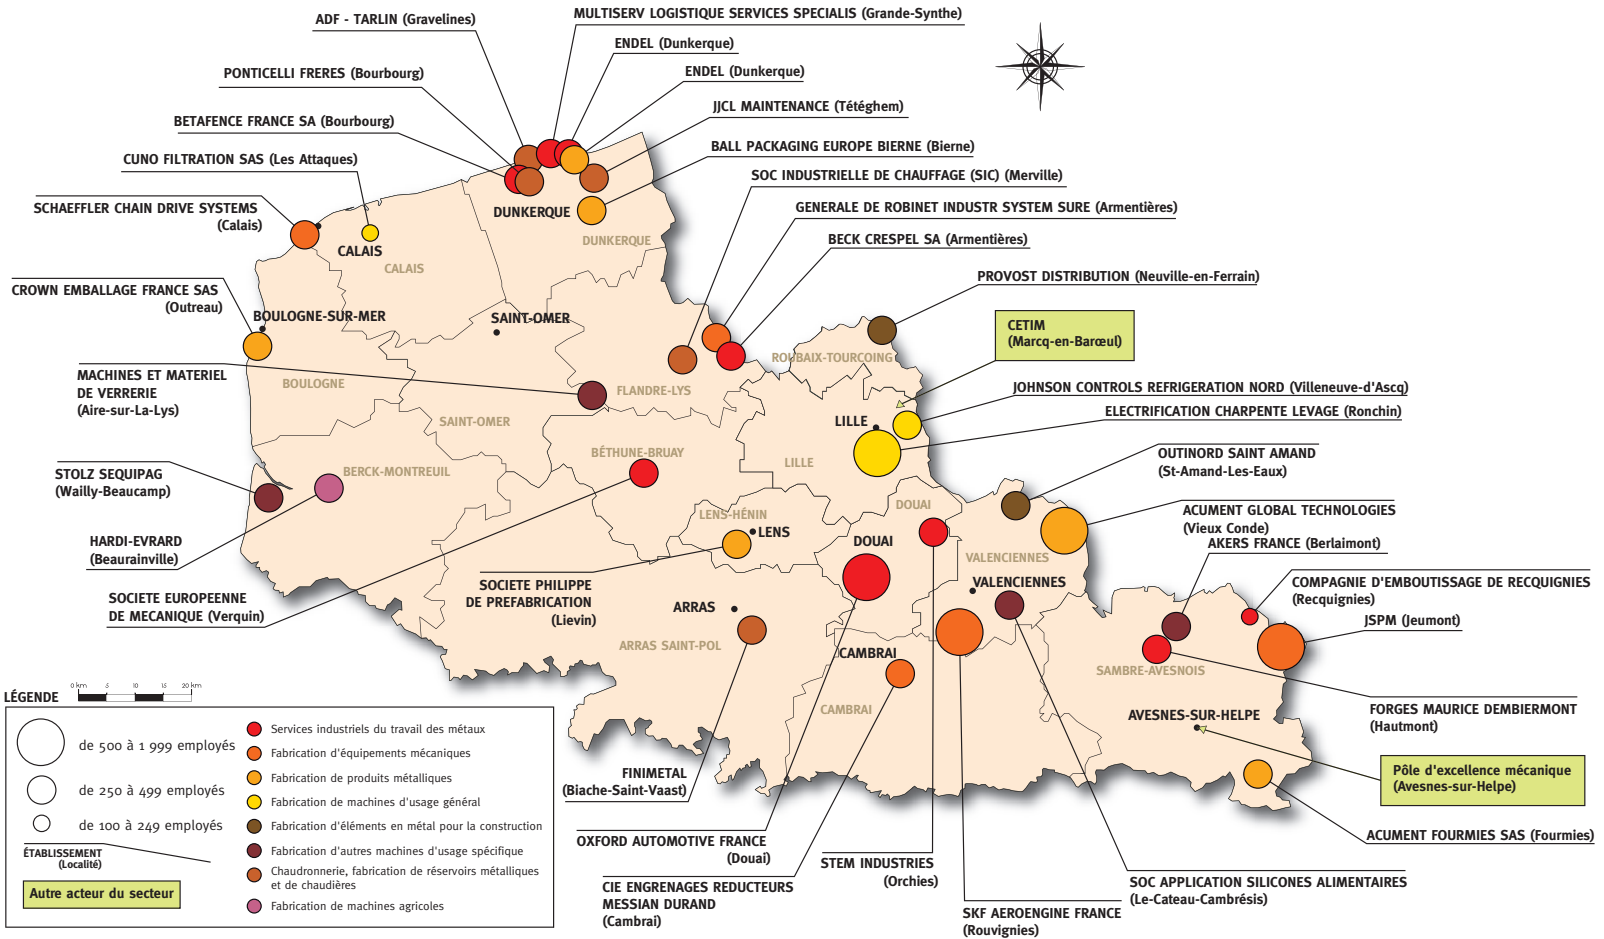 MULTISERV LOGISTIQUE SERVICES SPECIALIS (Grande-Synthe)
ADF - TARLIN (Gravelines)
ENDEL (Dunkerque)
PONTICELLI FRERES (Bourbourg)
ENDEL (Dunkerque)
JJCL MAINTENANCE (Tétéghem)
BETAFENCE FRANCE SA (Bourbourg)
BALL PACKAGING EUROPE BIERNE (Bierne)
CUNO FILTRATION SAS (Les Attaques)
SOC INDUSTRIELLE DE CHAUFFAGE (SIC) (Merville)
SCHAEFFLER CHAIN DRIVE SYSTEMS
(Calais)
GENERALE DE ROBINET INDUSTR SYSTEM SURE (Armentières)
DUNKERQUE
DUNKERQUE
BECK CRESPEL SA (Armentières)
CALAIS
CALAIS
PROVOST DISTRIBUTION (Neuville-en-Ferrain)
CROWN EMBALLAGE FRANCE SAS
(Outreau)
BOULOGNE-SUR-MER
SAINT-OMER
CETIM
(Marcq-en-Barœul)
ROUBAIX-TOURCOING
MACHINES ET MATERIEL
DE VERRERIE
(Aire-sur-La-Lys)
BOULOGNE
FLANDRE-LYS
JOHNSON CONTROLS REFRIGERATION NORD (Villeneuve-d'Ascq)
ELECTRIFICATION CHARPENTE LEVAGE (Ronchin)
SAINT-OMER
LILLE
OUTINORD SAINT AMAND
(St-Amand-Les-Eaux)
BÉTHUNE-BRUAY
LILLE
STOLZ SEQUIPAG
(Wailly-Beaucamp)
BERCK-MONTREUIL
DOUAI
ACUMENT GLOBAL TECHNOLOGIES
(Vieux Conde)
LENS-HÉNIN
LENS
HARDI-EVRARD
(Beaurainville)
DOUAI
AKERS FRANCE (Berlaimont)
VALENCIENNES
VALENCIENNES
SOCIETE PHILIPPE
DE PREFABRICATION
(Lievin)
COMPAGNIE D'EMBOUTISSAGE DE RECQUIGNIES
(Recquignies)
SOCIETE EUROPEENNE
DE MECANIQUE (Verquin)
ARRAS
JSPM (Jeumont)
ARRAS SAINT-POL
CAMBRAI
SAMBRE-AVESNOIS
CAMBRAI
AVESNES-SUR-HELPE
FORGES MAURICE DEMBIERMONT
(Hautmont)
Pôle d'excellence mécanique
(Avesnes-sur-Helpe)
FINIMETAL
(Biache-Saint-Vaast)
ACUMENT FOURMIES SAS (Fourmies)
OXFORD AUTOMOTIVE FRANCE
(Douai)
STEM INDUSTRIES
(Orchies)
CIE ENGRENAGES REDUCTEURS
MESSIAN DURAND
(Cambrai)
SOC APPLICATION SILICONES ALIMENTAIRES
(Le-Cateau-Cambrésis)
SKF AEROENGINE FRANCE
(Rouvignies)
LÉGENDE
0 km 5 10 15 20 km
de 500 à 1 999 employés
de 250 à 499 employés
de 100 à 249 employés
ÉTABLISSEMENT
(Localité)
Autre acteur du secteur
Services industriels du travail des métaux
Fabrication d'équipements mécaniques
Fabrication de produits métalliques
Fabrication de machines d'usage général
Fabrication d'éléments en métal pour la construction
Fabrication d'autres machines d'usage spécifique
Chaudronnerie, fabrication de réservoirs métalliques
et de chaudières
Fabrication de machines agricoles